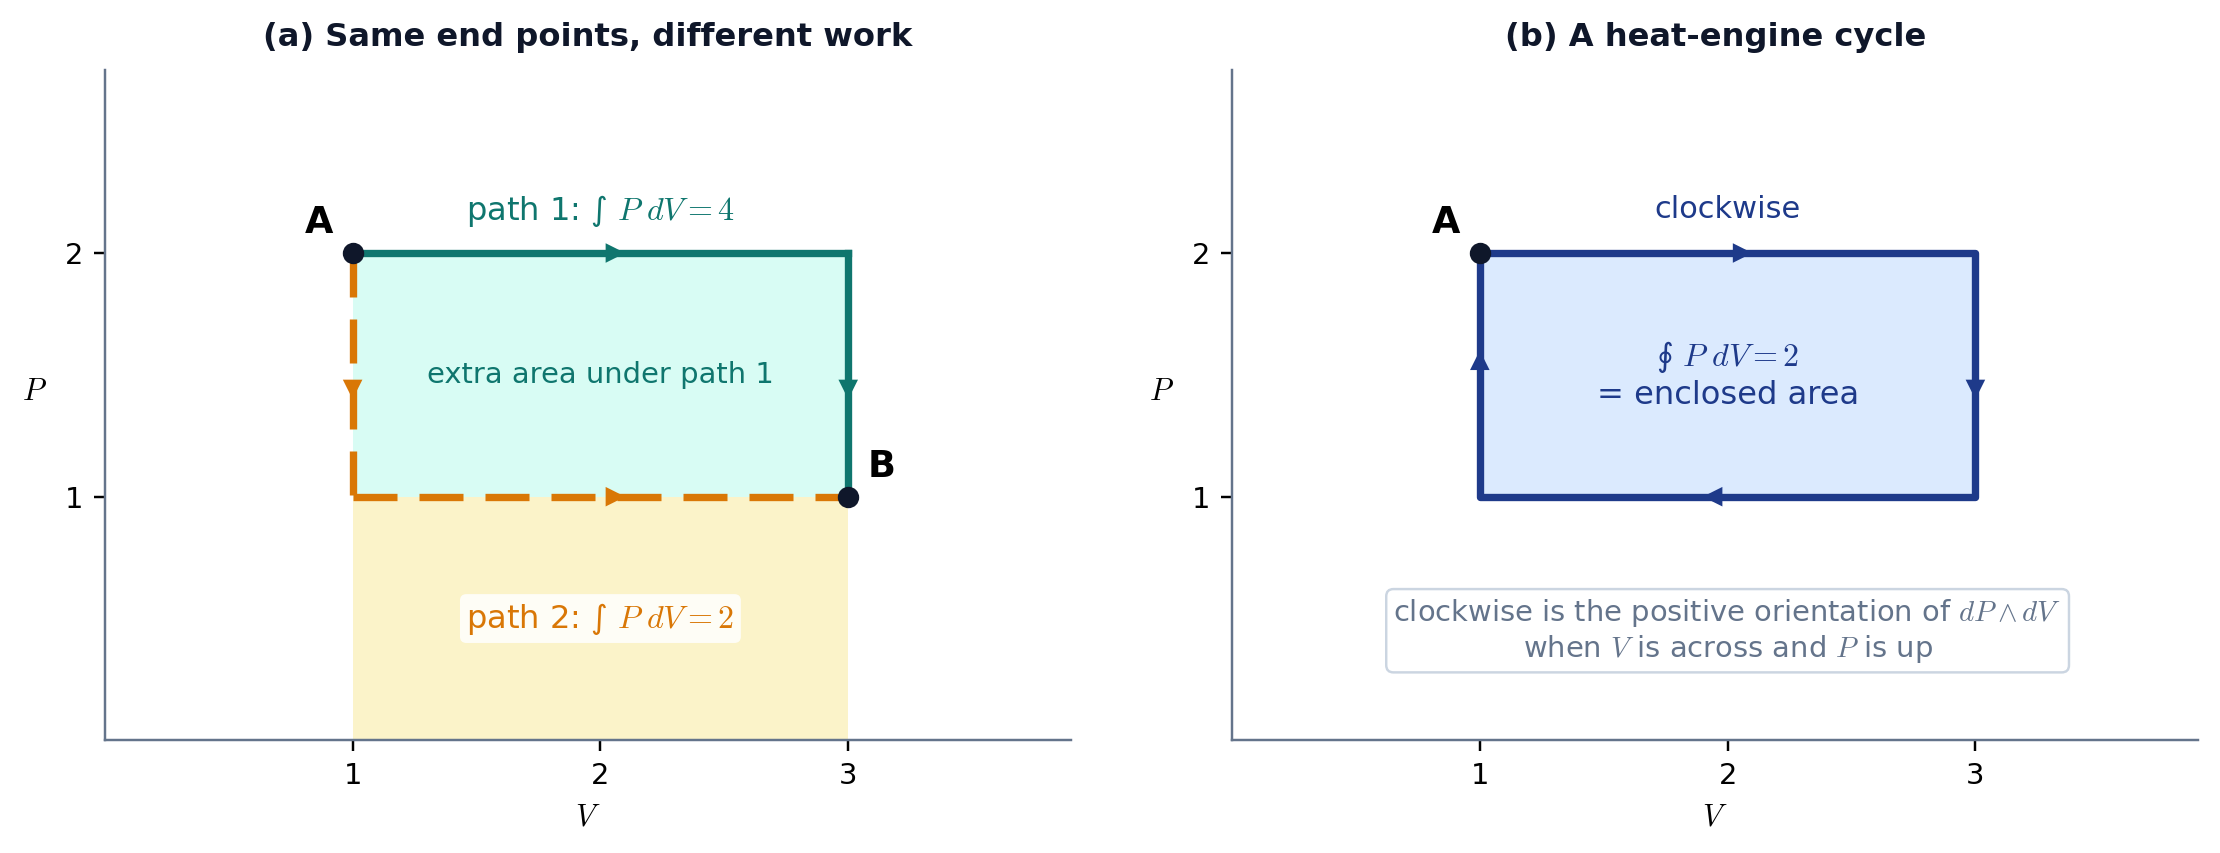 (a) Same end points, different work
A
path 1: ∫ P dV = 4
2
extra area under path 1
P
B
1
path 2: ∫ P dV = 2
1 2 3
V
(b) A heat-engine cycle
clockwise
A
2
∮ P dV = 2
= enclosed area
P
1
clockwise is the positive orientation of dP ∧ dV
when V is across and P is up
1 2 3
V